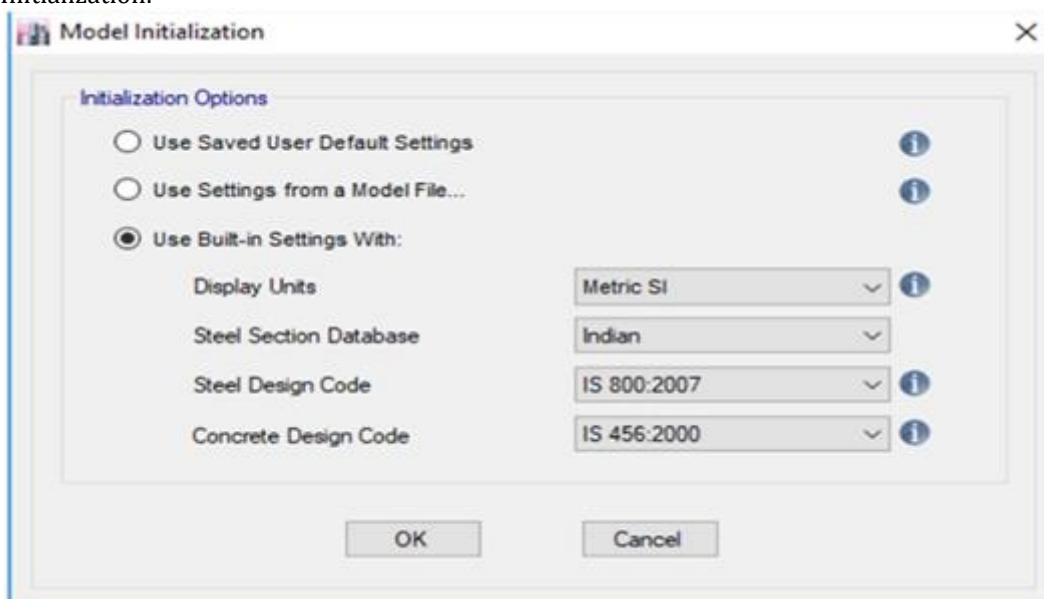 initialization.
Model Initialization
Initialization Options
Use Saved User Default Settings
Use Settings from a Model File...
Use Built-in Settings With:
Display Units Metric SI
Steel Section Database Indian
Steel Design Code IS 800:2007
Concrete Design Code IS 456:2000
OK Cancel